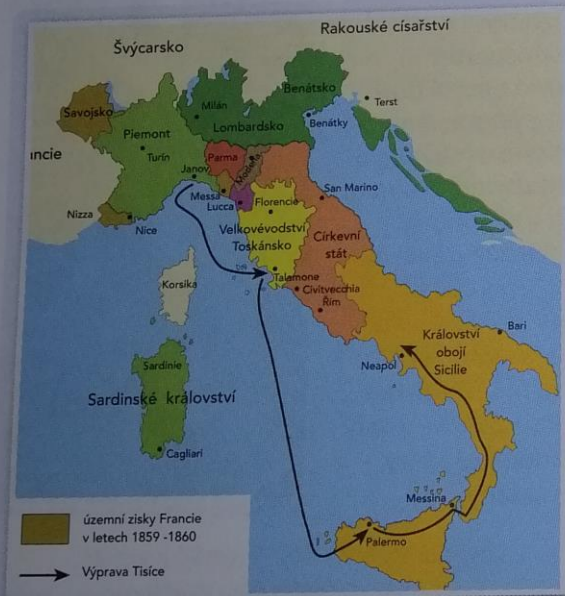 Rakouské císařství
Švýcarsko
Benátsko
Savojsko
Milán
Terst
Lombardsko
Benátky
Piemont
Turín
ncie
Parma
Modena
Janov
Messa
Lucca
Florencie
San Marino
Nizza
Nice
Velkovévodství
Toskánsko
Církevní
stát
Talamone
Civitvecchia
Řím
Korsika
Království
obojí
Sicílie
Bari
Neapol
Sardinie
Sardinské království
Cagliari
Messina
Palermo
územní zisky Francie
v letech 1859 -1860
Výprava Tisíce